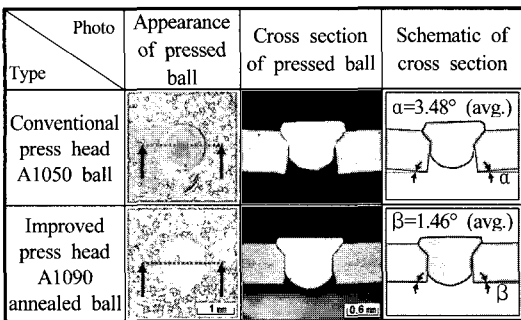 Photo
Type
Appearance
of pressed
ball
Cross section
of pressed ball
Schematic of
cross section
Conventional
press head
A1050 ball
α=3.48° (avg.)
α
Improved
press head
A1090
annealed ball
1 mm
0.6 mm
β=1.46° (avg.)
β